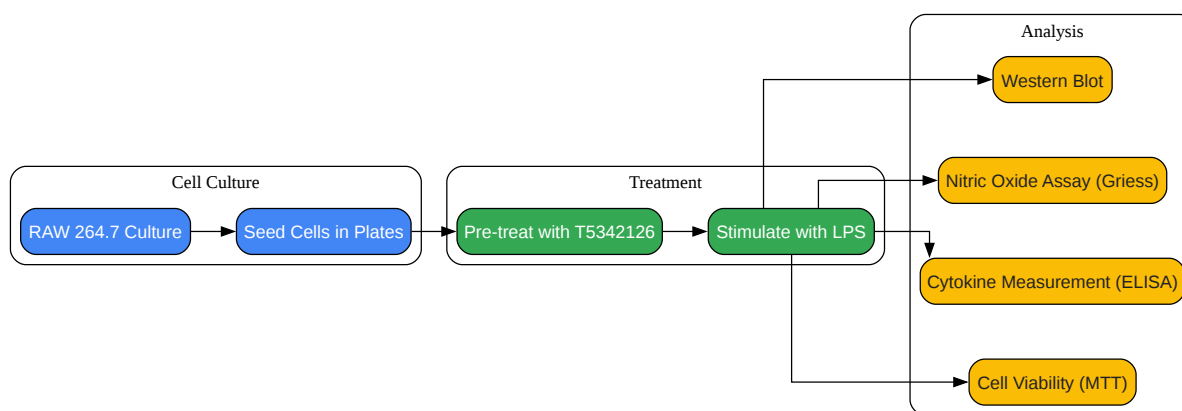 Cell Culture
RAW 264.7 Culture
Seed Cells in Plates
Treatment
Pre-treat with T5342126
Stimulate with LPS
Analysis
Western Blot
Nitric Oxide Assay (Griess)
Cytokine Measurement (ELISA)
Cell Viability (MTT)